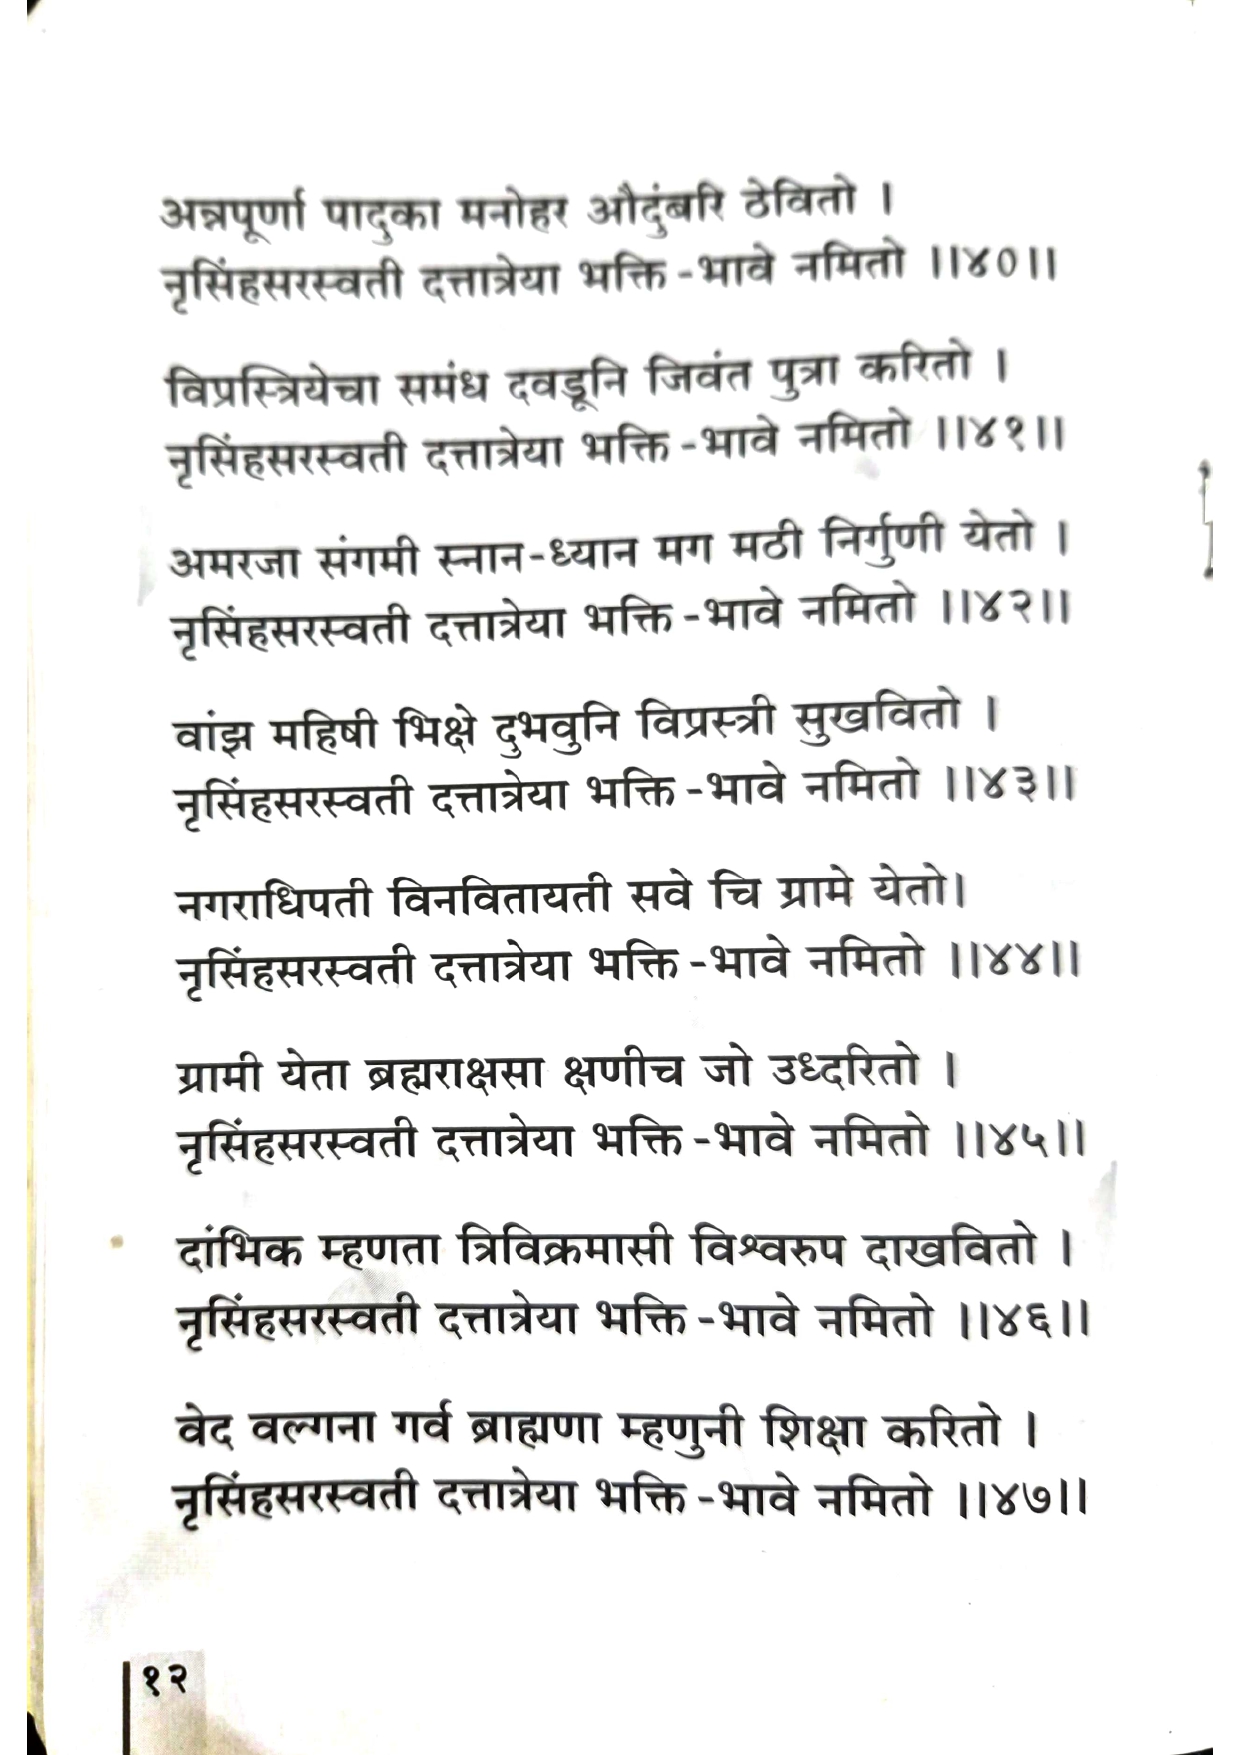 अन्नपूर्णा पादुका मनोहर औदुंबरि ठेवितो ।
नृसिंहसरस्वती दत्तात्रेया भक्ति -भावे नमितो ।।४०।।
विप्रस्त्रियेचा समंध दवडूनि जिवंत पुत्रा करितो ।
नृसिंहसरस्वती दत्तात्रेया भक्ति -भावे नमितो ।।४१।।
अमरजा संगमी स्नान-ध्यान मग मठी निर्गुणी येतो ।
नृसिंहसरस्वती दत्तात्रेया भक्ति -भावे नमितो ।।४२।।
वांझ महिषी भिक्षे दुभवुनि विप्रस्त्री सुखवितो ।
नृसिंहसरस्वती दत्तात्रेया भक्ति -भावे नमितो ।।४३।।
नगराधिपती विनवितायती सवे चि ग्रामे येतो।
नृसिंहसरस्वती दत्तात्रेया भक्ति -भावे नमितो ।।४४।।
ग्रामी येता ब्रह्मराक्षसा क्षणीच जो उध्दरितो ।
नृसिंहसरस्वती दत्तात्रेया भक्ति -भावे नमितो ।।४५।।
दांभिक म्हणता त्रिविक्रमासी विश्वरुप दाखवितो ।
नृसिंहसरस्वती दत्तात्रेया भक्ति -भावे नमितो ।।४६।।
वेद वल्गना गर्व ब्राह्मणा म्हणुनी शिक्षा करितो ।
नृसिंहसरस्वती दत्तात्रेया भक्ति -भावे नमितो ।।४७।।
१२